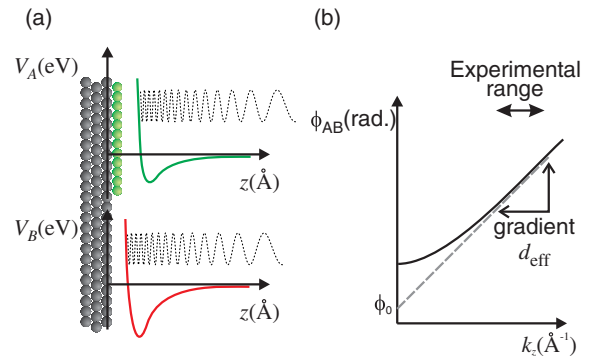 (a)
V_A(eV)
z(Å)
V_B(eV)
z(Å)
(b)
Experimental
range
ϕ_AB(rad.)
gradient
d_eff
ϕ_0
k_z(Å⁻¹)